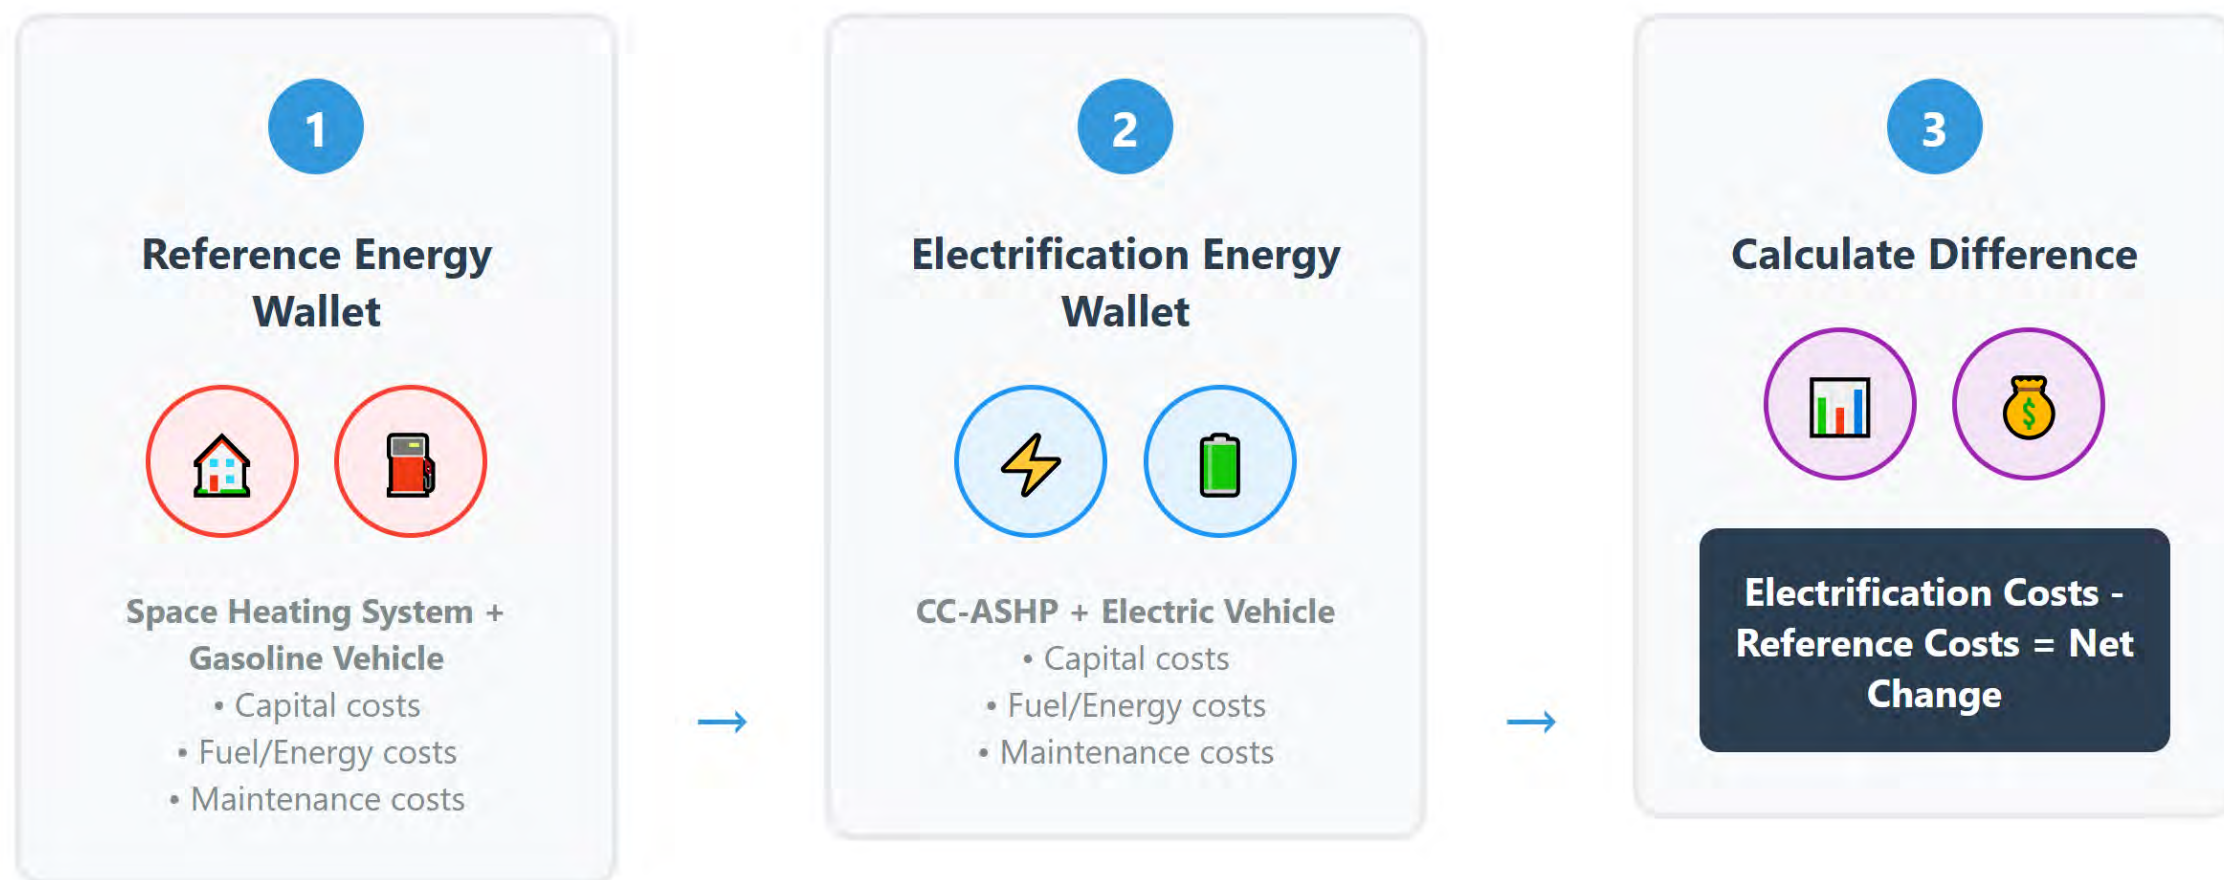 1
Reference Energy
Wallet
Space Heating System +
Gasoline Vehicle
• Capital costs
• Fuel/Energy costs
• Maintenance costs
→
2
Electrification Energy
Wallet
CC-ASHP + Electric Vehicle
• Capital costs
• Fuel/Energy costs
• Maintenance costs
→
3
Calculate Difference
$
Electrification Costs -
Reference Costs = Net
Change